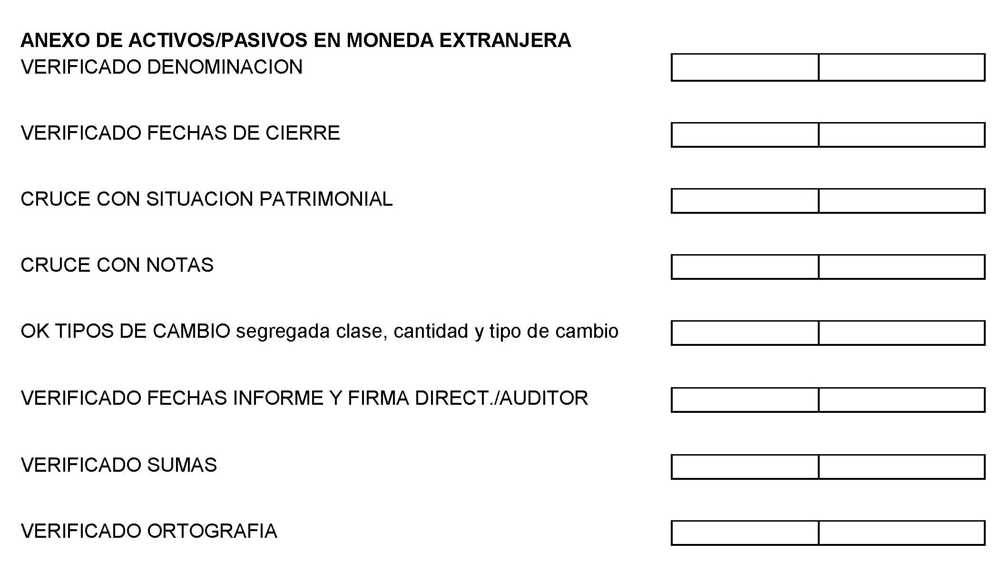 ANEXO DE ACTIVOS/PASIVOS EN MONEDA EXTRANJERA
VERIFICADO DENOMINACION
VERIFICADO FECHAS DE CIERRE
CRUCE CON SITUACION PATRIMONIAL
CRUCE CON NOTAS
OK TIPOS DE CAMBIO segregada clase, cantidad y tipo de cambio
VERIFICADO FECHAS INFORME Y FIRMA DIRECT./AUDITOR
VERIFICADO SUMAS
VERIFICADO ORTOGRAFIA